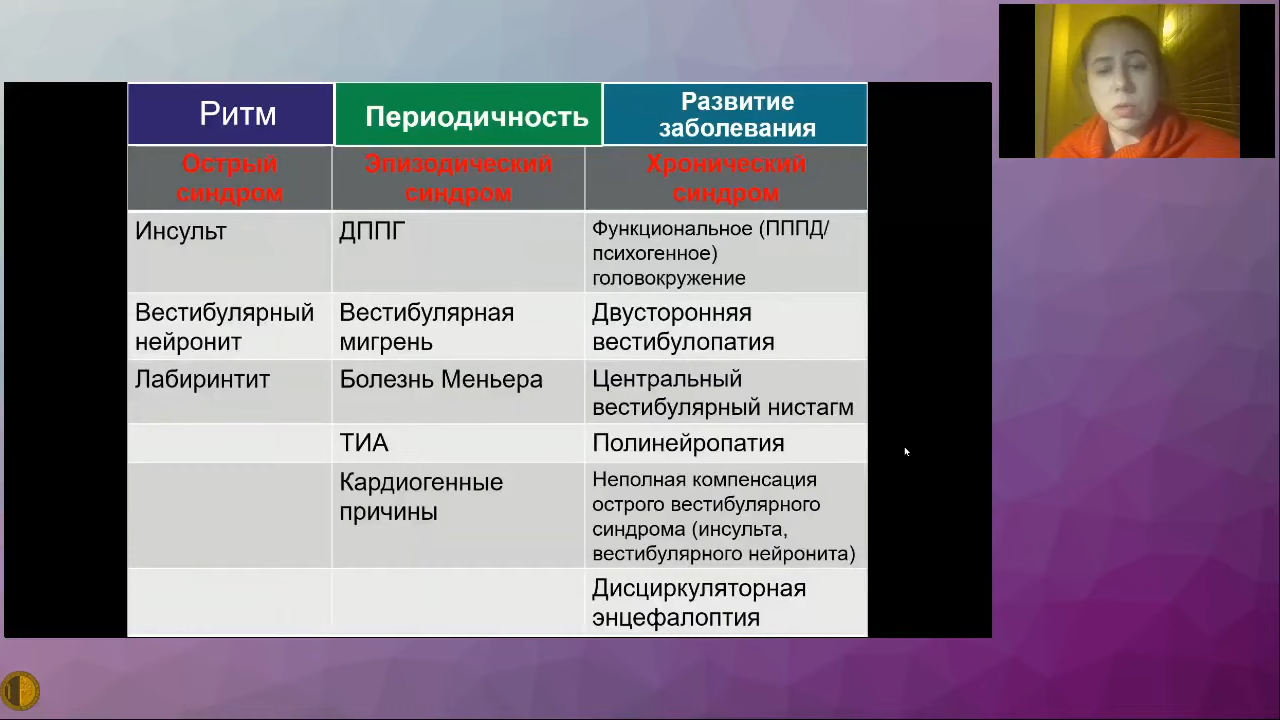 Ритм
Периодичность
Развитие
заболевания
Острый
синдром
Эпизодический
синдром
Хронический
синдром
Инсульт
ДППГ
Функциональное (ПППД/
психогенное)
головокружение
Вестибулярный
нейронит
Вестибулярная
мигрень
Двусторонняя
вестибулопатия
Лабиринтит
Болезнь Меньера
Центральный
вестибулярный нистагм
ТИА
Полинейропатия
Кардиогенные
причины
Неполная компенсация
острого вестибулярного
синдрома (инсульта,
вестибулярного нейронита)
Дисциркуляторная
энцефалоптия